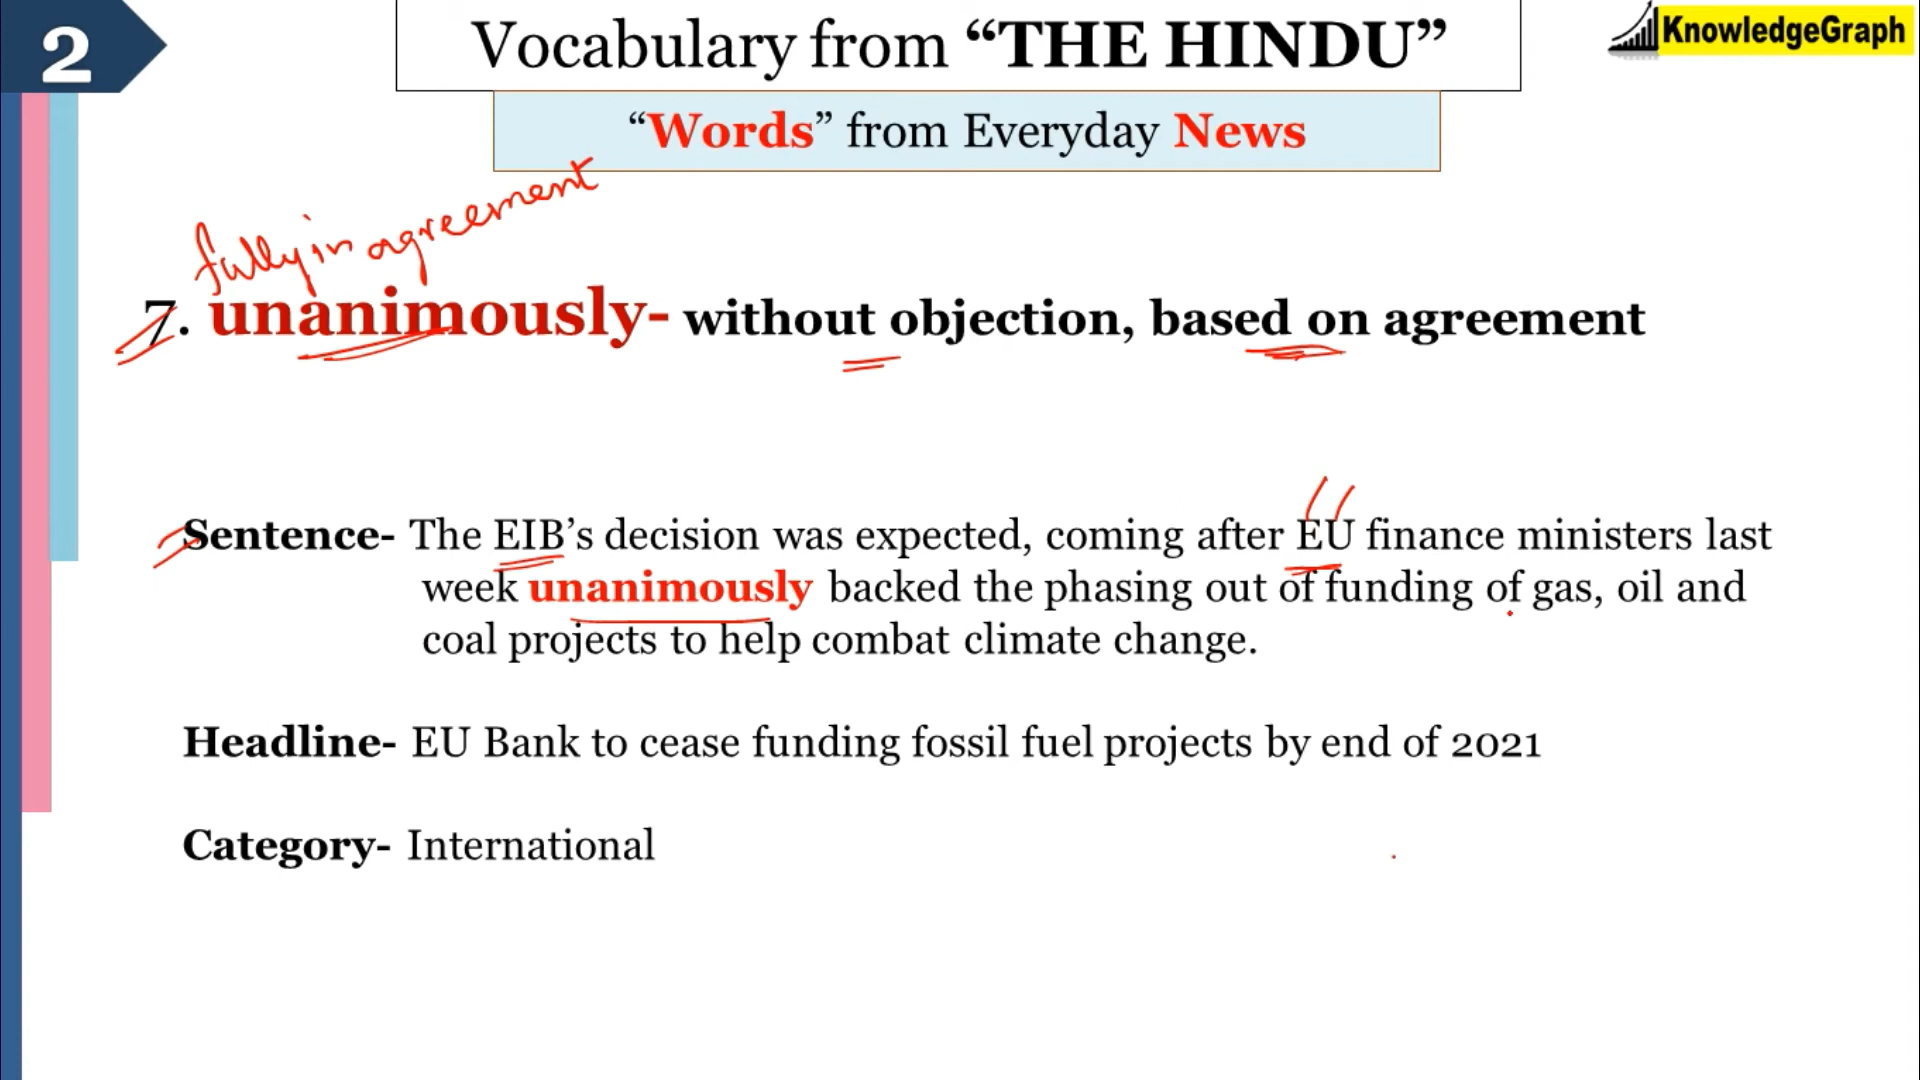 2
Vocabulary from “THE HINDU”
KnowledgeGraph
“Words” from Everyday News
fully in agreement
7. unanimously- without objection, based on agreement
Sentence- The EIB’s decision was expected, coming after EU finance ministers last
week unanimously backed the phasing out of funding of gas, oil and
coal projects to help combat climate change.
Headline- EU Bank to cease funding fossil fuel projects by end of 2021
Category- International